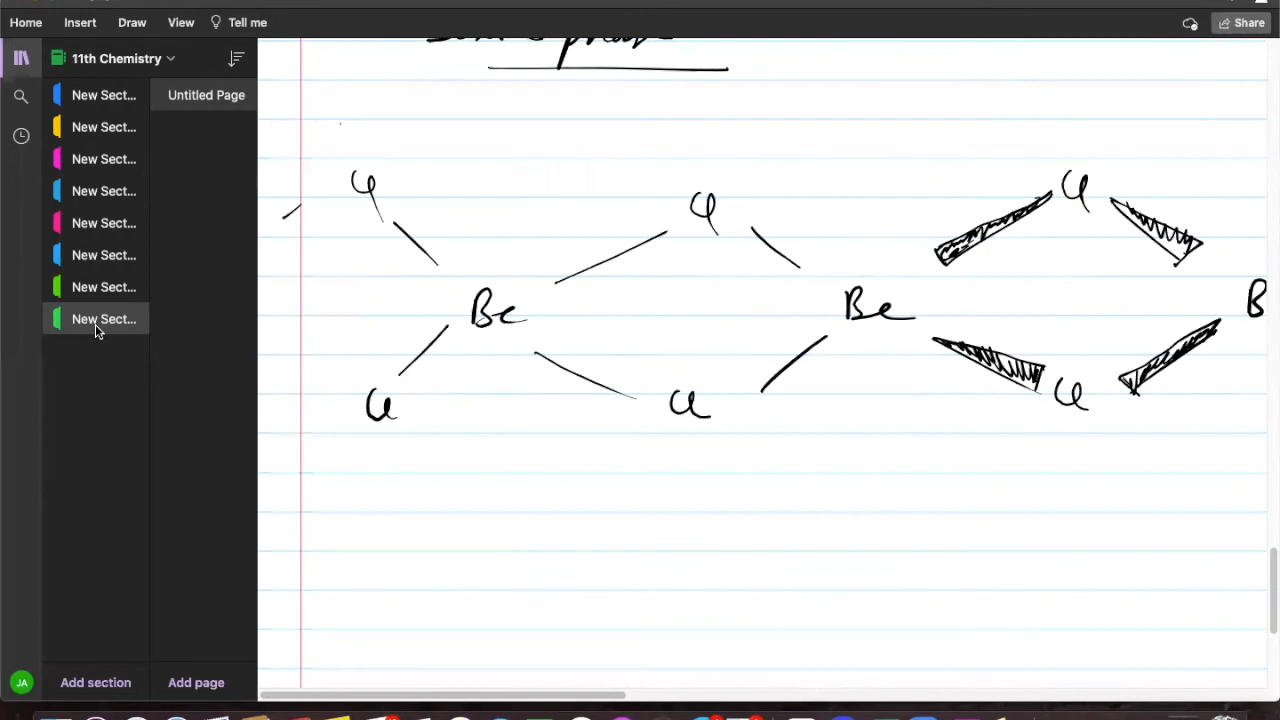 Home Insert Draw View Tell me Share
11th Chemistry
New Sect... Untitled Page
New Sect...
New Sect...
New Sect...
New Sect...
New Sect...
New Sect...
New Sect...
Cl Cl Cl
Be Be B
Cl Cl Cl
JA Add section Add page